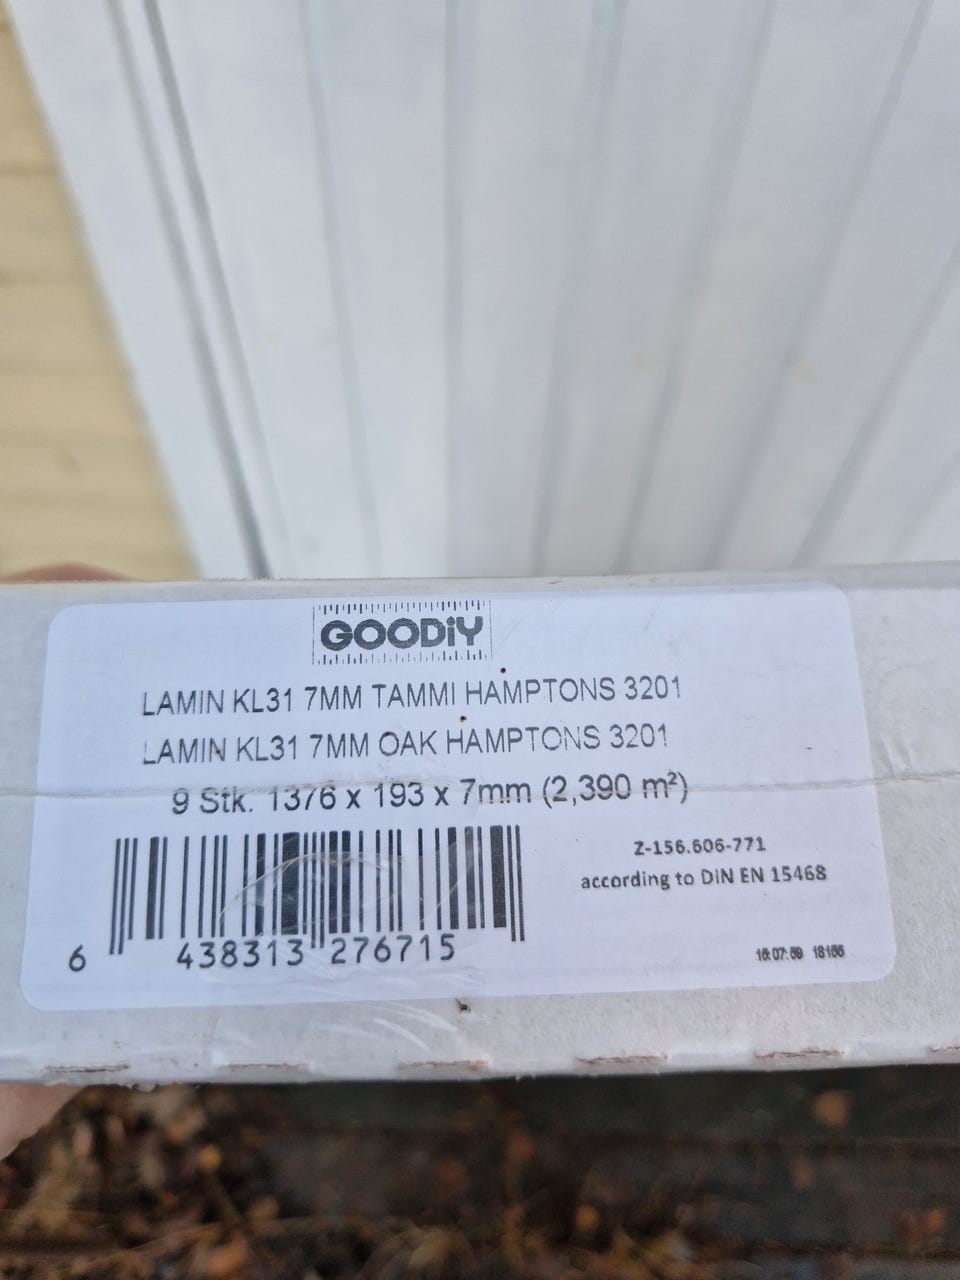 GOODiY
LAMIN KL31 7MM TAMMI HAMPTONS 3201
LAMIN KL31 7MM OAK HAMPTONS 3201
9 Stk. 1376 x 193 x 7mm (2,390 m²)
Z-156.606-771
according to DIN EN 15468
6 438313 276715
18166